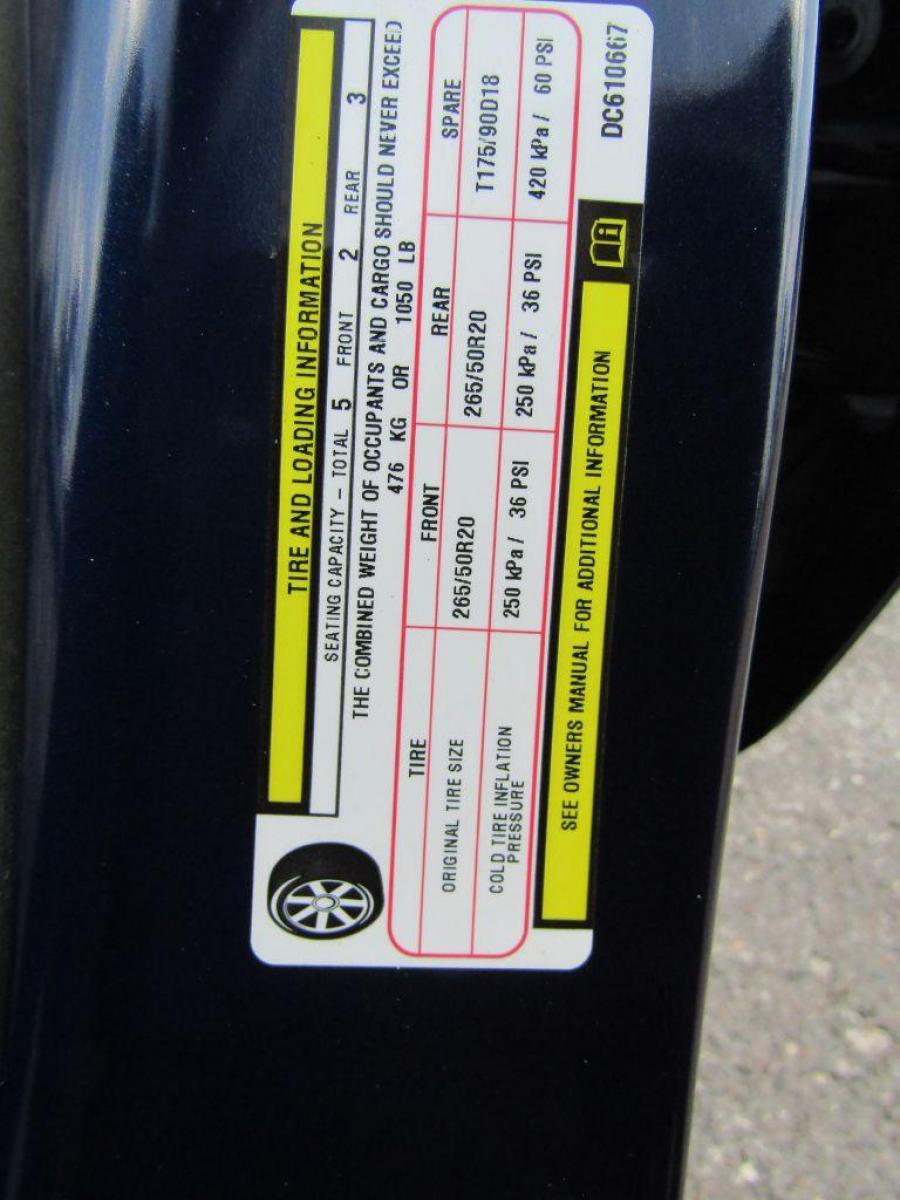 TIRE AND LOADING INFORMATION
SEATING CAPACITY – TOTAL 5 FRONT 2 REAR 3
THE COMBINED WEIGHT OF OCCUPANTS AND CARGO SHOULD NEVER EXCEED
476 KG OR 1050 LB
TIRE FRONT REAR SPARE
ORIGINAL TIRE SIZE 265/50R20 265/50R20 T175/90D18
COLD TIRE INFLATION PRESSURE 250 kPa / 36 PSI 250 kPa / 36 PSI 420 kPa / 60 PSI
SEE OWNERS MANUAL FOR ADDITIONAL INFORMATION
DC610667